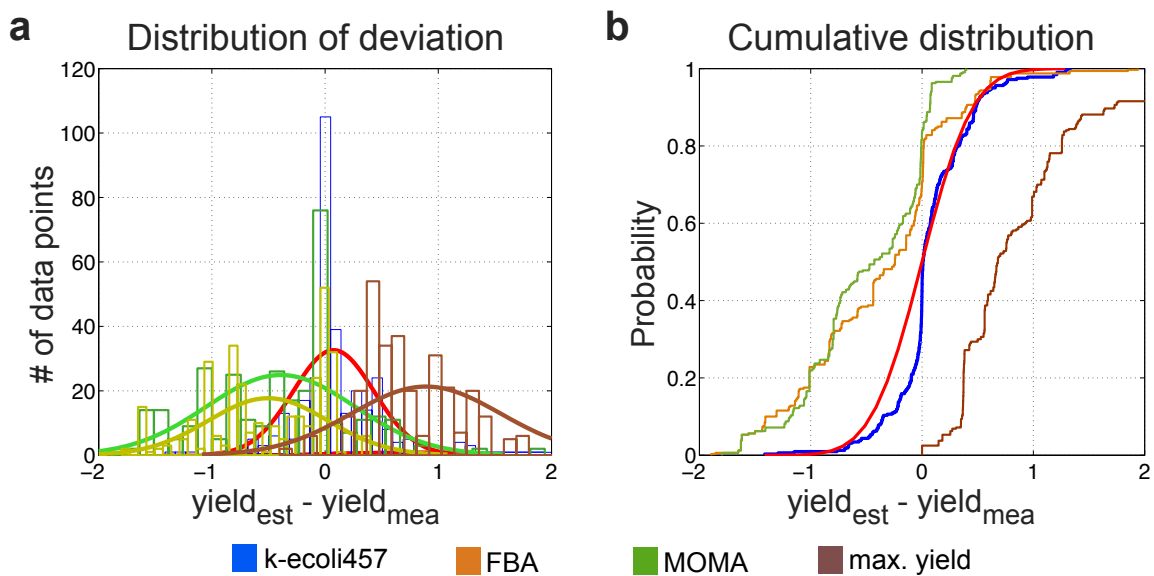 a
Distribution of deviation
# of data points
120
100
80
60
40
20
0
−2
−1
0
1
2
yield_est - yield_mea
b
Cumulative distribution
Probability
1
0.8
0.6
0.4
0.2
0
−2
−1
0
1
2
yield_est - yield_mea
k-ecoli457
FBA
MOMA
max. yield